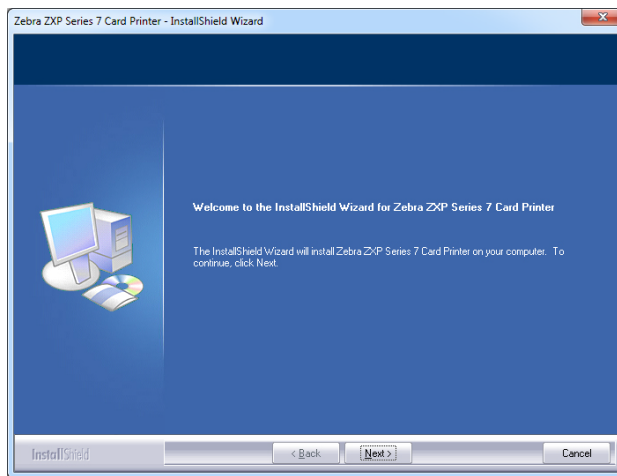 Zebra ZXP Series 7 Card Printer - InstallShield Wizard
Welcome to the InstallShield Wizard for Zebra ZXP Series 7 Card Printer
The InstallShield Wizard will install Zebra ZXP Series 7 Card Printer on your computer. To
continue, click Next.
InstallShield
< Back
Next >
Cancel